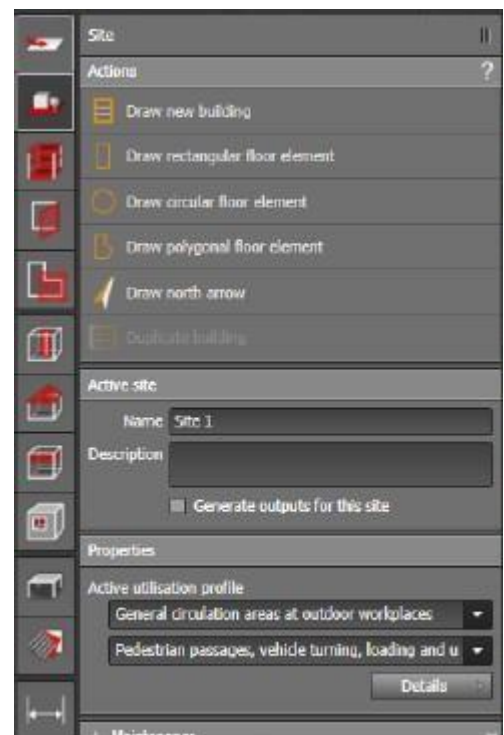 Site
Actions ?
Draw new building
Draw rectangular floor element
Draw circular floor element
Draw polygonal floor element
Draw north arrow
Duplicate building
Active site
Name Site 1
Description
Generate outputs for this site
Properties
Active utilisation profile
General circulation areas at outdoor workplaces
Pedestrian passages, vehicle turning, loading and u
Details
Maintenance